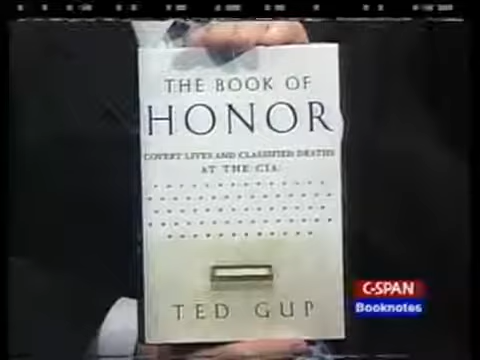 THE BOOK OF
HONOR
COVERT LIVES AND CLASSIFIED DEATHS
AT THE CIA
TED GUP
C-SPAN
Booknotes